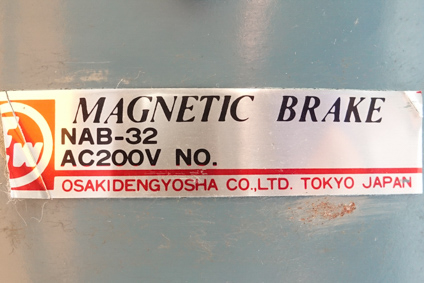 MAGNETIC BRAKE
NAB-32
AC200V NO.
OSAKIDENGYOSHA CO.,LTD. TOKYO JAPAN